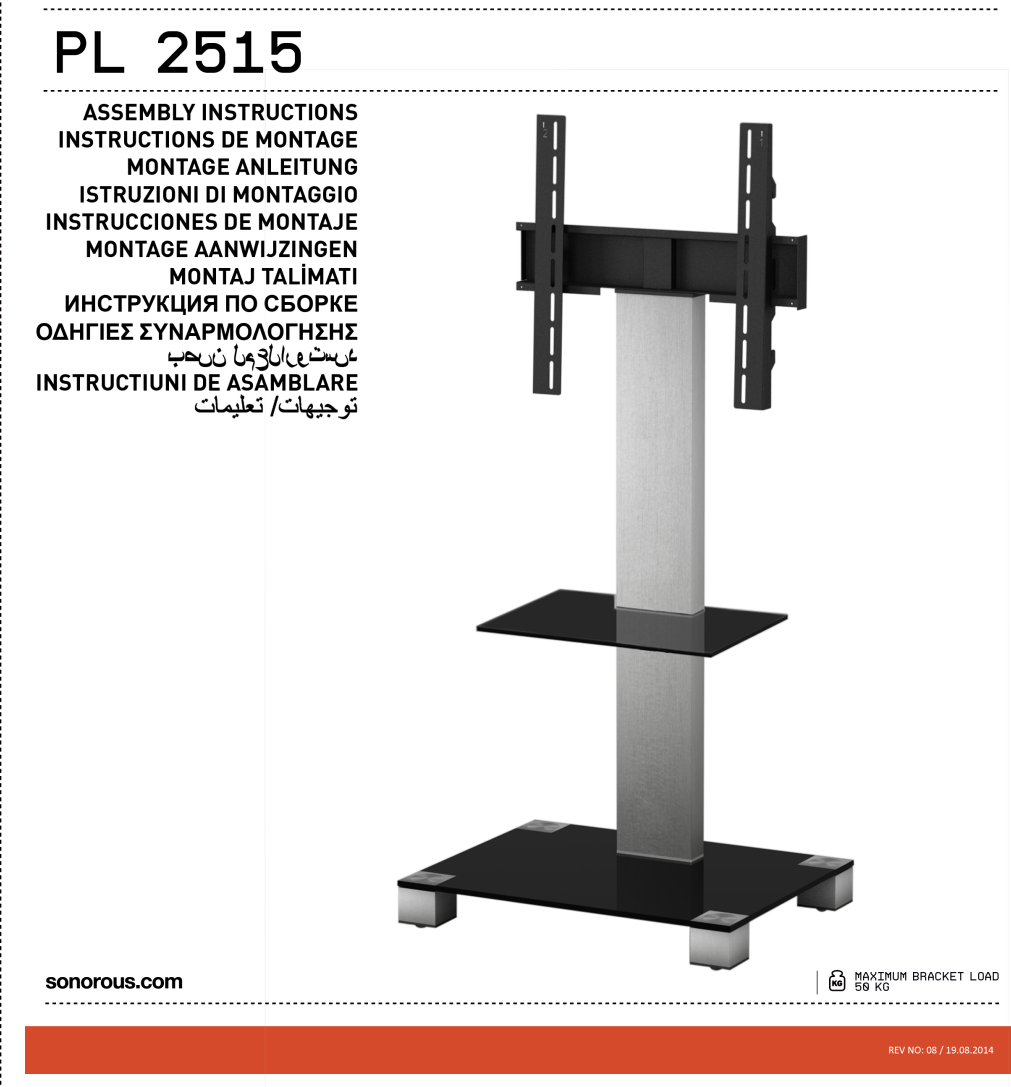 PL 2515
ASSEMBLY INSTRUCTIONS
INSTRUCTIONS DE MONTAGE
MONTAGE ANLEITUNG
ISTRUZIONI DI MONTAGGIO
INSTRUCCIONES DE MONTAJE
MONTAGE AANWIJZINGEN
MONTAJ TALİMATI
ИНСТРУКЦИЯ ПО СБОРКЕ
ΟΔΗΓΙΕΣ ΣΥΝΑΡΜΟΛΟΓΗΣΗΣ
INSTRUCTIUNI DE ASAMBLARE
توجيهات/ تعليمات
sonorous.com
KG
MAXIMUM BRACKET LOAD
50 KG
REV NO: 08 / 19.08.2014